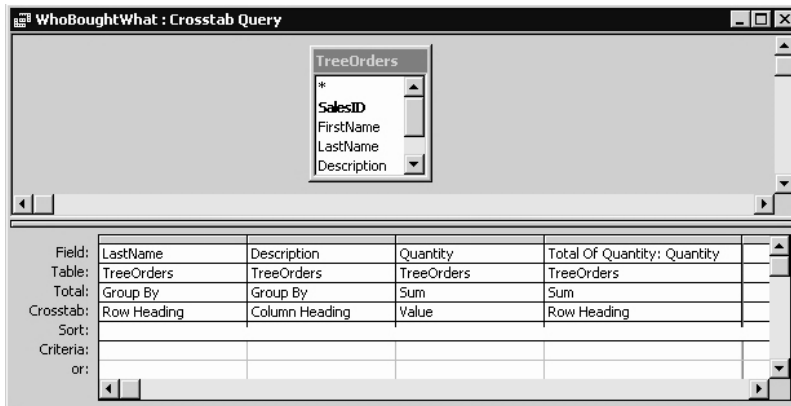 WhoBoughtWhat : Crosstab Query
TreeOrders
*
SalesID
FirstName
LastName
Description
Field: LastName Description Quantity Total Of Quantity: Quantity
Table: TreeOrders TreeOrders TreeOrders TreeOrders
Total: Group By Group By Sum Sum
Crosstab: Row Heading Column Heading Value Row Heading
Sort:
Criteria:
or: